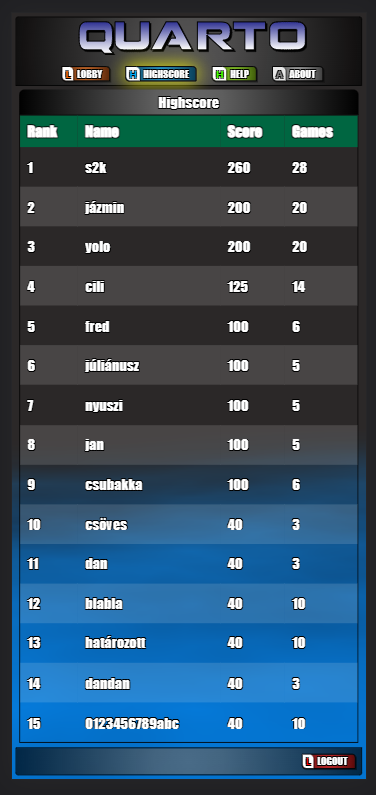 QUARTO
L LOBBY H HIGHSCORE H HELP A ABOUT
Highscore
Rank Name Score Games
1 s2k 260 28
2 jázmin 200 20
3 yolo 200 20
4 cili 125 14
5 fred 100 6
6 júliánusz 100 5
7 nyuszi 100 5
8 jan 100 5
9 csubakka 100 6
10 csöves 40 3
11 dan 40 3
12 blabla 40 10
13 határozott 40 10
14 dandan 40 3
15 0123456789abc 40 10
L LOGOUT